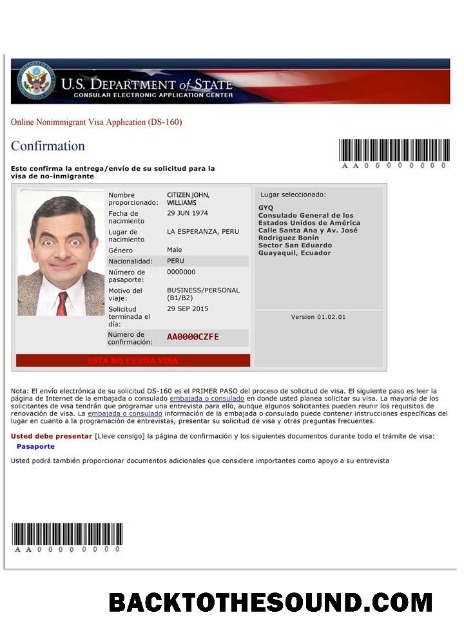 U.S. DEPARTMENT of STATE
CONSULAR ELECTRONIC APPLICATION CENTER
Online Nonimmigrant Visa Application (DS-160)
Confirmation
AA00000000
Esto confirma la entrega/envío de su solicitud para la
visa de no-inmigrante
Nombre proporcionado: CITIZEN JOHN, WILLIAMS
Fecha de nacimiento 29 JUN 1974
Lugar de nacimiento LA ESPERANZA, PERU
Género Male
Nacionalidad: PERU
Número de pasaporte: 0000000
Motivo del viaje: BUSINESS/PERSONAL (B1/B2)
Solicitud terminada el día: 29 SEP 2015
Número de confirmación: AA0000CZFE
Lugar seleccionado:
GYQ
Consulado General de los
Estados Unidos de América
Calle Santa Ana y Av. José
Rodriguez Bonin
Sector San Eduardo
Guayaquil, Ecuador
Version 01.02.01
ESTA NO ES UNA VISA
Nota: El envío electrónica de su solicitud DS-160 es el PRIMER PASO del proceso de solicitud de visa. El siguiente paso es leer la
página de Internet de la embajada o consulado embajada o consulado en donde usted planea solicitar su visa. La mayoría de los
solicitantes de visa tendrán que programar una entrevista para ello, aunque algunos solicitantes pueden reunir los requisitos de
renovación de visa. La embajada o consulado información de la embajada o consulado puede contener instrucciones específicas del
lugar en cuanto a la programación de entrevistas, presentar su solicitud de visa y otras preguntas frecuentes.
Usted debe presentar [Lleve consigo] la página de confirmación y los siguientes documentos durante todo el trámite de visa:
Pasaporte
Usted podrá también proporcionar documentos adicionales que considere importantes como apoyo a su entrevista
AA00000000
BACKTOTHESOUND.COM